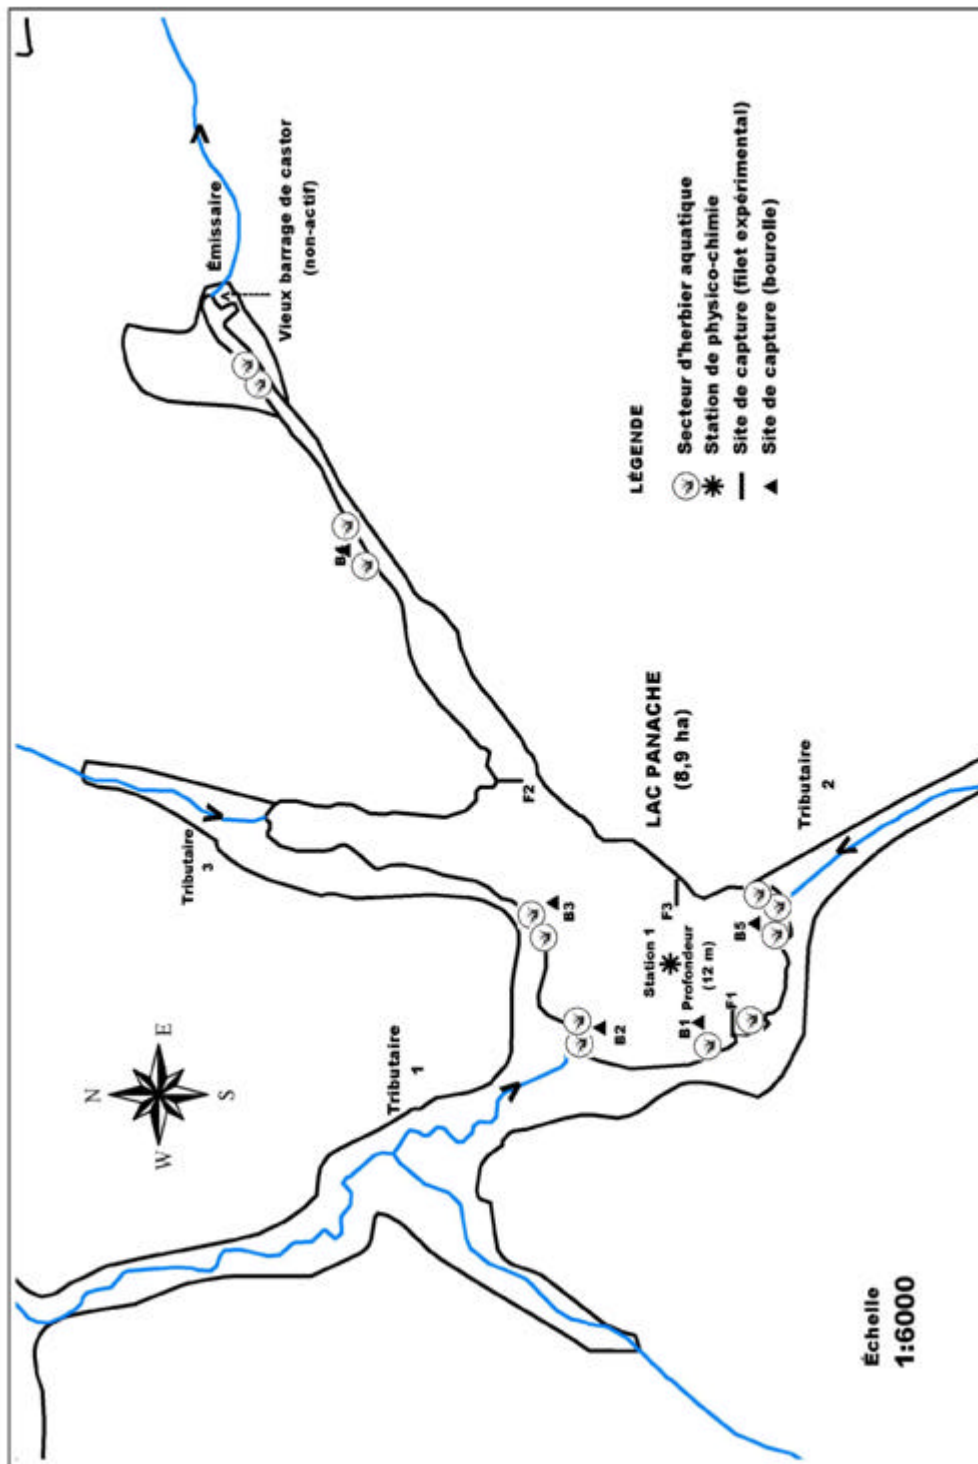 N
W
E
S
Tributaire
1
Tributaire
3
Émissaire
Vieux barrage de castor
(non-actif)
B
F2
B3
B2
Station 1
Profondeur
(12 m)
B1
F1
F3
B5
LAC PANACHE
(8,9 ha)
Tributaire
2
LÉGENDE
Secteur d'herbier aquatique
Station de physico-chimie
Site de capture (filet expérimental)
Site de capture (bourolle)
Échelle
1:6000